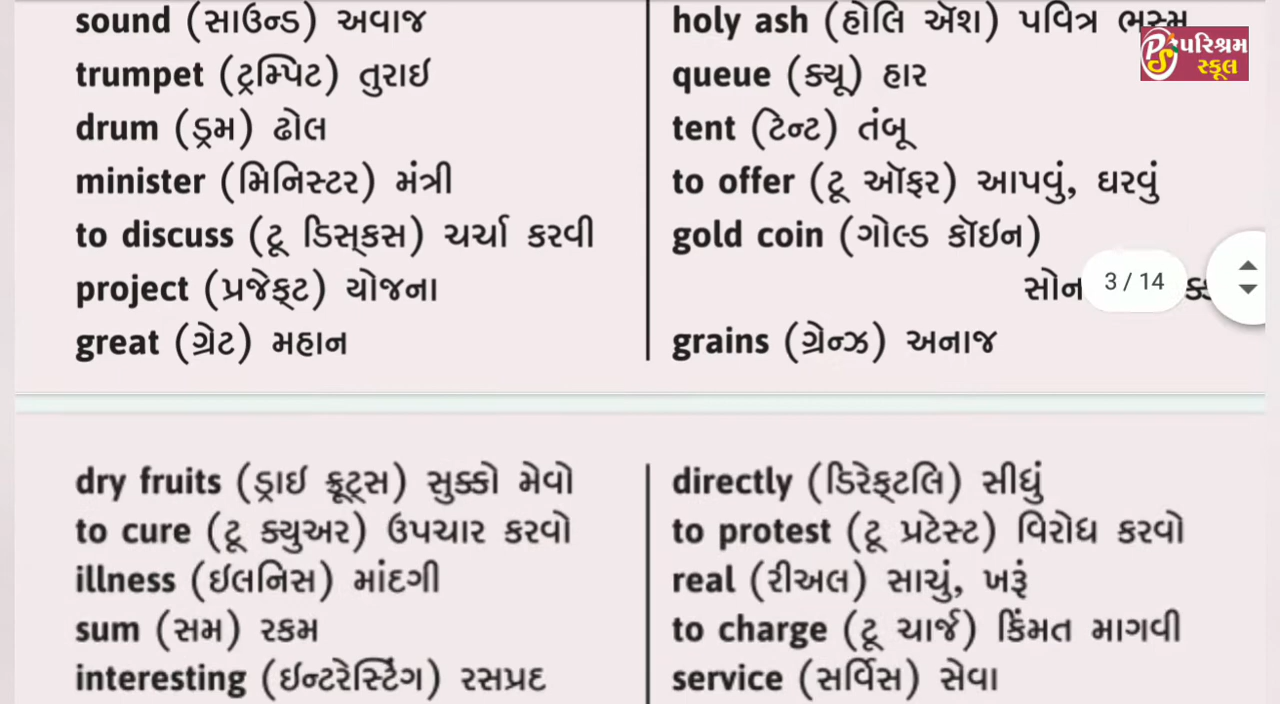 sound (સાઉન્ડ) અવાજ
trumpet (ટ્રમ્પિટ) તુરાઈ
drum (ડ્રમ) ઢોલ
minister (મિનિસ્ટર) મંત્રી
to discuss (ટૂ ડિસ્કસ) ચર્ચા કરવી
project (પ્રજેક્ટ) યોજના
great (ગ્રેટ) મહાન
holy ash (હોલિ ઍશ) પવિત્ર ભસ્મ
queue (ક્યૂ) હાર
tent (ટેન્ટ) તંબૂ
to offer (ટૂ ઑફર) આપવું, ધરવું
gold coin (ગોલ્ડ કૉઇન)
grains (ગ્રેન્ઝ) અનાજ
પરિશ્રમ
સ્કૂલ
3 / 14
dry fruits (ડ્રાઈ ફ્રૂટ્સ) સુક્કો મેવો
to cure (ટૂ ક્યુઅર) ઉપચાર કરવો
illness (ઈલનિસ) માંદગી
sum (સમ) રકમ
interesting (ઈન્ટરેસ્ટિંગ) રસપ્રદ
directly (ડિરેક્ટલિ) સીધું
to protest (ટૂ પ્રટેસ્ટ) વિરોધ કરવો
real (રીઅલ) સાચું, ખરૂં
to charge (ટૂ ચાર્જ) કિંમત માગવી
service (સર્વિસ) સેવા